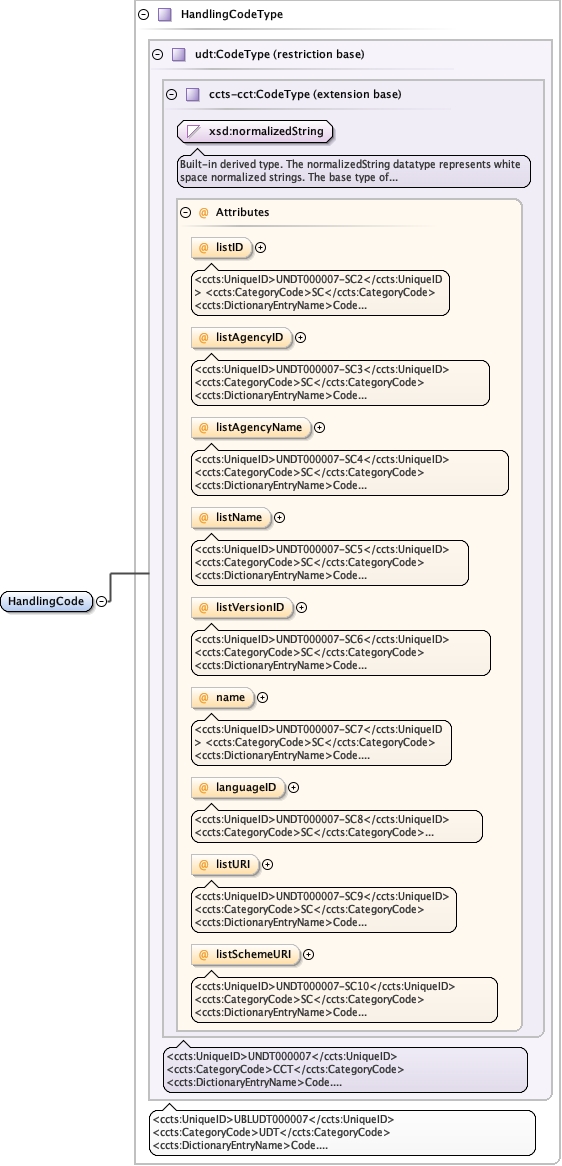 HandlingCodeType
udt:CodeType (restriction base)
ccts-cct:CodeType (extension base)
xsd:normalizedString
Built-in derived type. The normalizedString datatype represents white
space normalized strings. The base type of...
@ Attributes
@ listID
<ccts:UniqueID>UNDT000007-SC2</ccts:UniqueID
> <ccts:CategoryCode>SC</ccts:CategoryCode>
<ccts:DictionaryEntryName>Code...
@ listAgencyID
<ccts:UniqueID>UNDT000007-SC3</ccts:UniqueID>
<ccts:CategoryCode>SC</ccts:CategoryCode>
<ccts:DictionaryEntryName>Code...
@ listAgencyName
<ccts:UniqueID>UNDT000007-SC4</ccts:UniqueID>
<ccts:CategoryCode>SC</ccts:CategoryCode>
<ccts:DictionaryEntryName>Code...
@ listName
<ccts:UniqueID>UNDT000007-SC5</ccts:UniqueID>
<ccts:CategoryCode>SC</ccts:CategoryCode>
<ccts:DictionaryEntryName>Code...
HandlingCode
@ listVersionID
<ccts:UniqueID>UNDT000007-SC6</ccts:UniqueID>
<ccts:CategoryCode>SC</ccts:CategoryCode>
<ccts:DictionaryEntryName>Code...
@ name
<ccts:UniqueID>UNDT000007-SC7</ccts:UniqueID
> <ccts:CategoryCode>SC</ccts:CategoryCode>
<ccts:DictionaryEntryName>Code....
@ languageID
<ccts:UniqueID>UNDT000007-SC8</ccts:UniqueID>
<ccts:CategoryCode>SC</ccts:CategoryCode>...
@ listURI
<ccts:UniqueID>UNDT000007-SC9</ccts:UniqueID>
<ccts:CategoryCode>SC</ccts:CategoryCode>
<ccts:DictionaryEntryName>Code...
@ listSchemeURI
<ccts:UniqueID>UNDT000007-SC10</ccts:UniqueID>
<ccts:CategoryCode>SC</ccts:CategoryCode>
<ccts:DictionaryEntryName>Code...
<ccts:UniqueID>UNDT000007</ccts:UniqueID>
<ccts:CategoryCode>CCT</ccts:CategoryCode>
<ccts:DictionaryEntryName>Code....
<ccts:UniqueID>UBLUDT000007</ccts:UniqueID>
<ccts:CategoryCode>UDT</ccts:CategoryCode>
<ccts:DictionaryEntryName>Code....